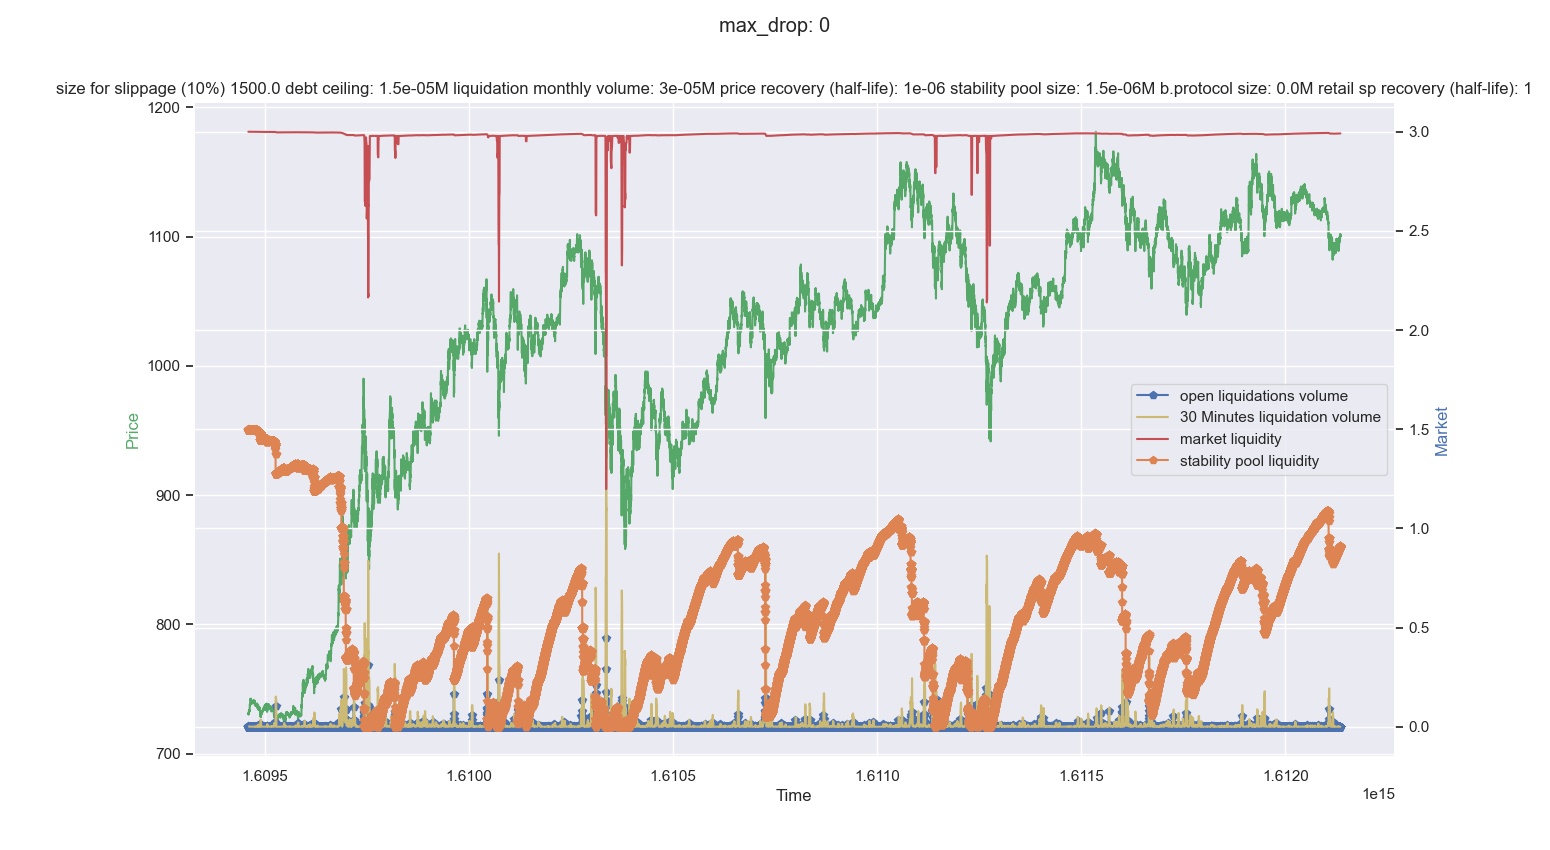 max_drop: 0
size for slippage (10%) 1500.0 debt ceiling: 1.5e-05M liquidation monthly volume: 3e-05M price recovery (half-life): 1e-06 stability pool size: 1.5e-06M b.protocol size: 0.0M retail sp recovery (half-life): 1
1200
1100
1000
900
800
700
Price
3.0
2.5
2.0
1.5
1.0
0.5
0.0
Market
open liquidations volume
30 Minutes liquidation volume
market liquidity
stability pool liquidity
1.6095
1.6100
1.6105
1.6110
1.6115
1.6120
1e15
Time